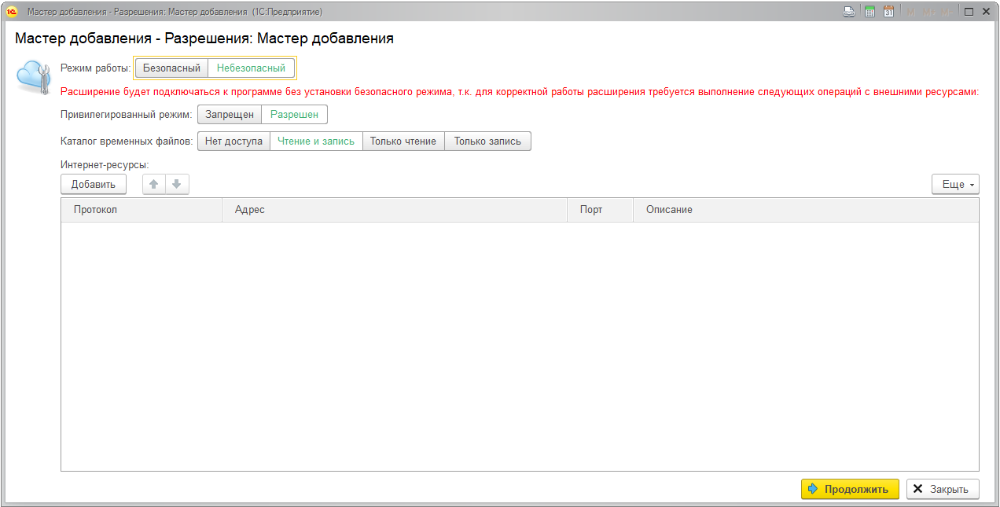 Мастер добавления - Разрешения: Мастер добавления (1С:Предприятие)
31 M M+ M-
Мастер добавления - Разрешения: Мастер добавления
Режим работы: Безопасный Небезопасный
Расширение будет подключаться к программе без установки безопасного режима, т.к. для корректной работы расширения требуется выполнение следующих операций с внешними ресурсами:
Привилегированный режим: Запрещен Разрешен
Каталог временных файлов: Нет доступа Чтение и запись Только чтение Только запись
Интернет-ресурсы:
Добавить Еще
Протокол Адрес Порт Описание
Продолжить Закрыть